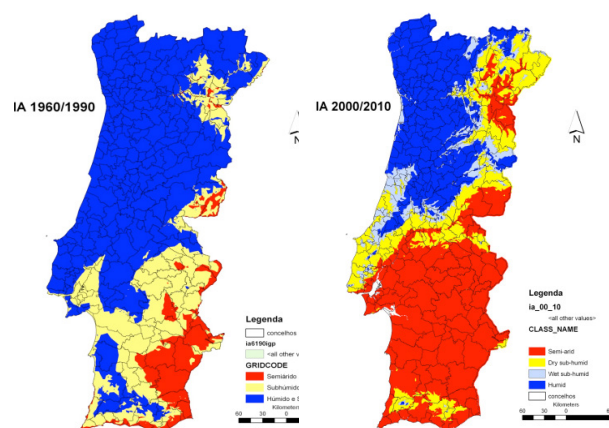 IA 1960/1990
N
Legenda
concelhos
ia6190igp
<all other v
GRIDCODE
Semiárido
Subhúmido
Húmido e S
Kilometers
60 30 0
IA 2000/2010
N
Legenda
ia_00_10
<all other values>
CLASS_NAME
Semi-arid
Dry sub-humid
Wet sub-humid
Humid
concelhos
Kilometers
60 30 0 6